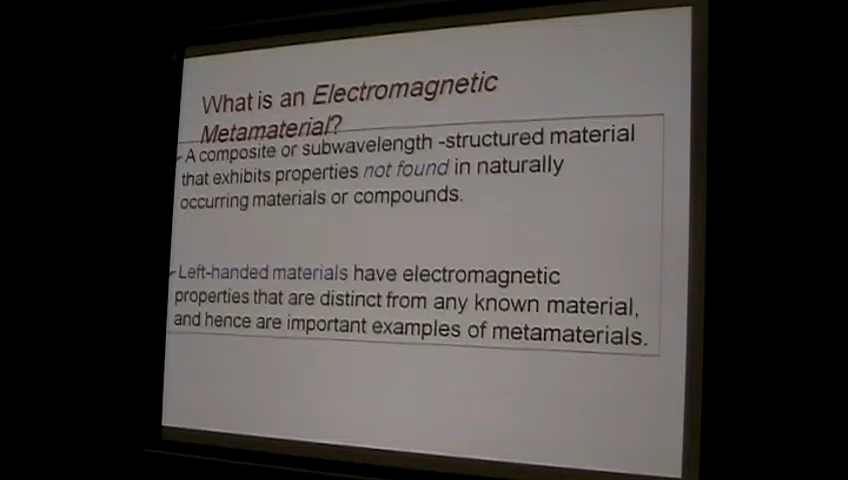 What is an Electromagnetic
Metamaterial?
A composite or subwavelength -structured material
that exhibits properties not found in naturally
occurring materials or compounds.
Left-handed materials have electromagnetic
properties that are distinct from any known material,
and hence are important examples of metamaterials.